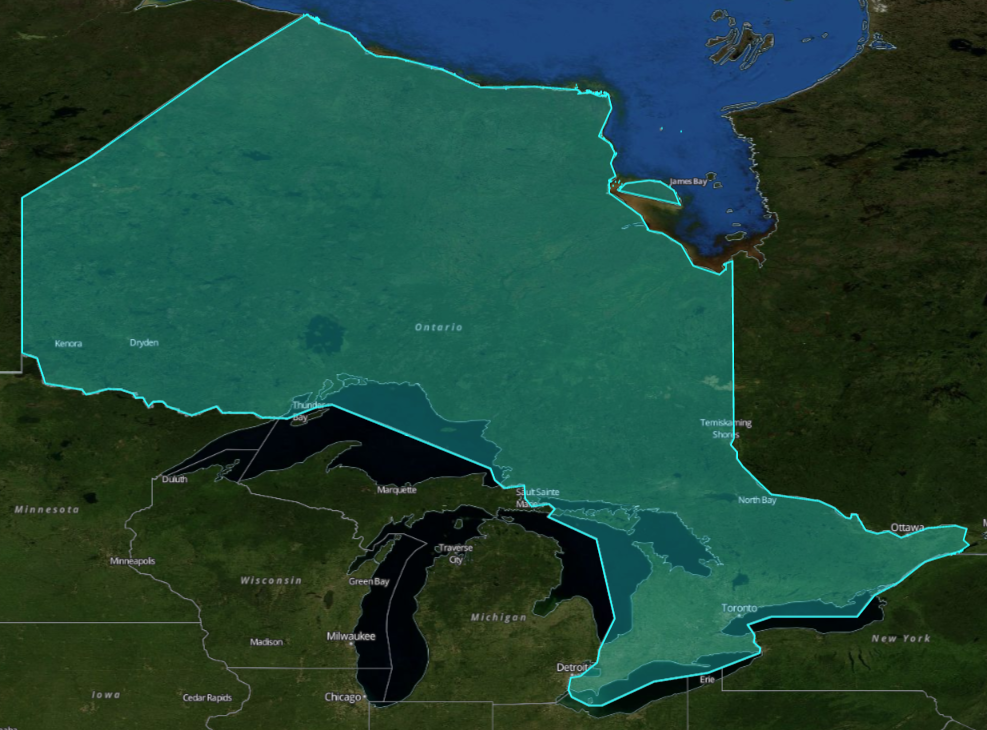 James Bay
Ontario
Kenora
Dryden
Thunder
Bay
Temiskaming
Shores
Duluth
Marquette
Sault Sainte
Marie
North Bay
Ottawa
Minnesota
Minneapolis
Traverse
City
Wisconsin
Green Bay
Michigan
Toronto
New York
Madison
Milwaukee
Detroit
Erie
Iowa
Cedar Rapids
Chicago